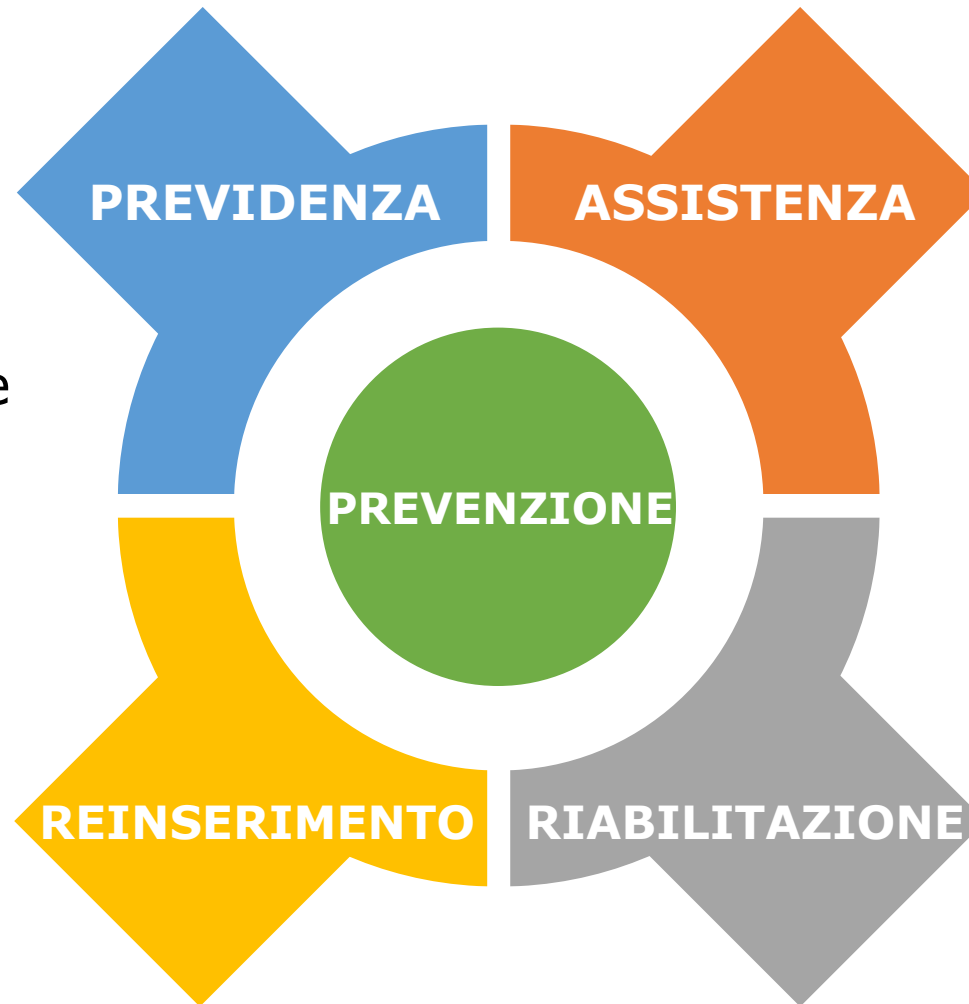 PREVIDENZA
ASSISTENZA
e
PREVENZIONE
REINSERIMENTO
RIABILITAZIONE